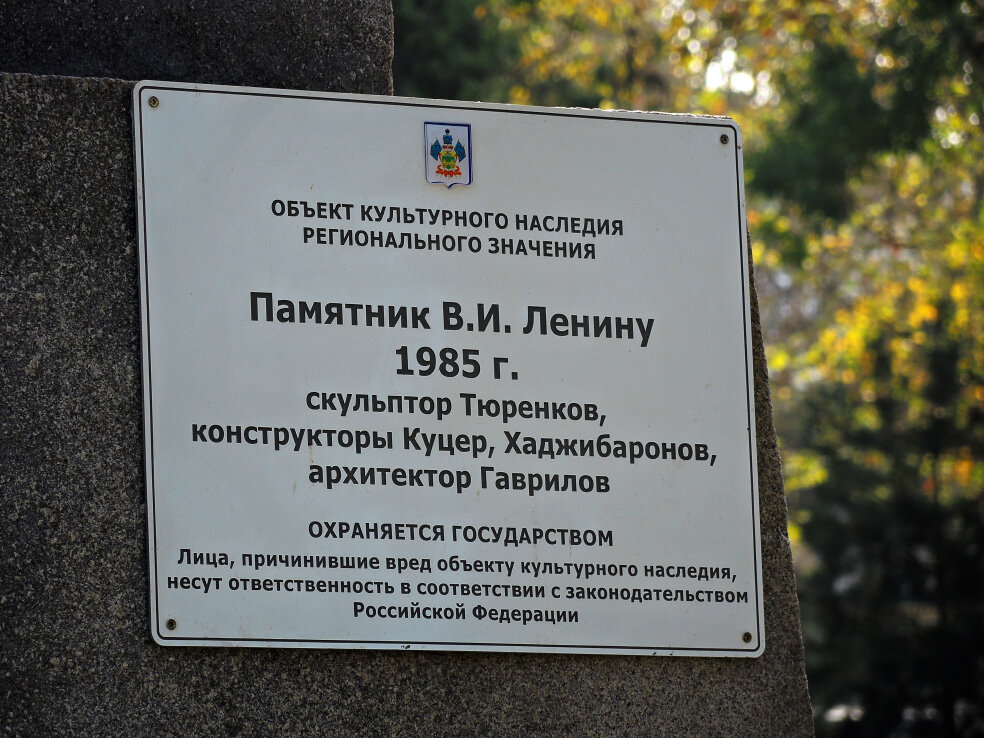 ОБЪЕКТ КУЛЬТУРНОГО НАСЛЕДИЯ
РЕГИОНАЛЬНОГО ЗНАЧЕНИЯ
Памятник В.И. Ленину
1985 г.
скульптор Тюренков,
конструкторы Куцер, Хаджибаронов,
архитектор Гаврилов
ОХРАНЯЕТСЯ ГОСУДАРСТВОМ
Лица, причинившие вред объекту культурного наследия,
несут ответственность в соответствии с законодательством
Российской Федерации